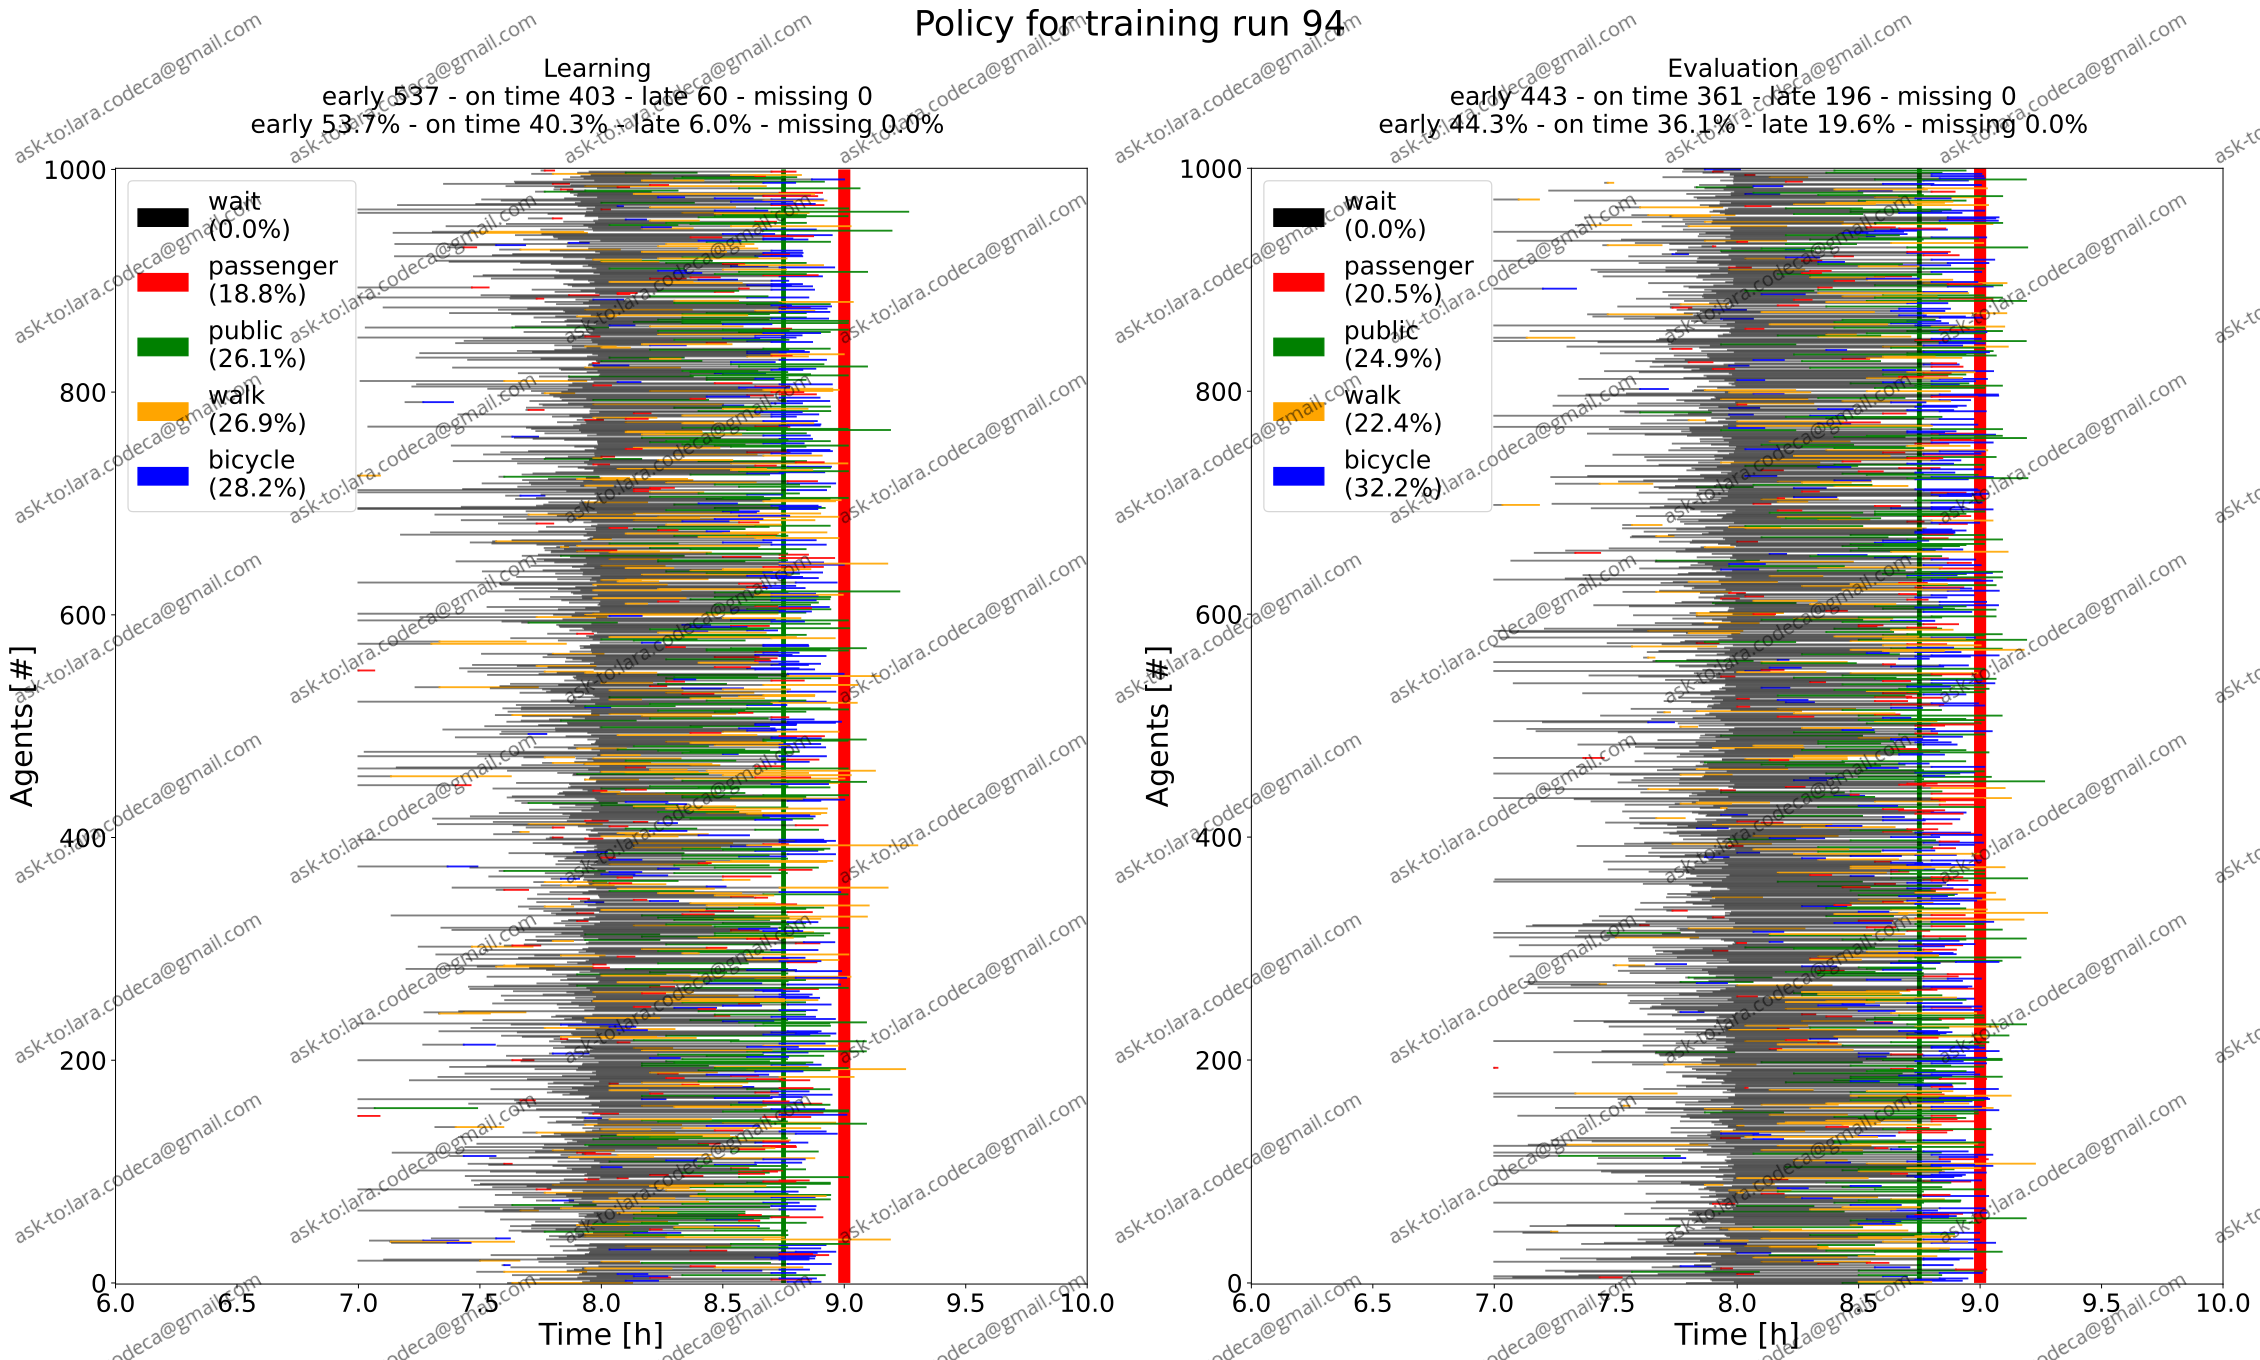 Policy for training run 94
Learning
early 537 - on time 403 - late 60 - missing 0
early 53.7% - on time 40.3% - late 6.0% - missing 0.0%
1000
800
600
400
200
0
wait
(0.0%)
passenger
(18.8%)
public
(26.1%)
walk
(26.9%)
bicycle
(28.2%)
Agents [#]
6.0 6.5 7.0 7.5 8.0 8.5 9.0 9.5 10.0
Time [h]
Evaluation
early 443 - on time 361 - late 196 - missing 0
early 44.3% - on time 36.1% - late 19.6% - missing 0.0%
1000
800
600
400
200
0
wait
(0.0%)
passenger
(20.5%)
public
(24.9%)
walk
(22.4%)
bicycle
(32.2%)
Agents [#]
6.0 6.5 7.0 7.5 8.0 8.5 9.0 9.5 10.0
Time [h]
ask-to:lara.codeca@gmail.com